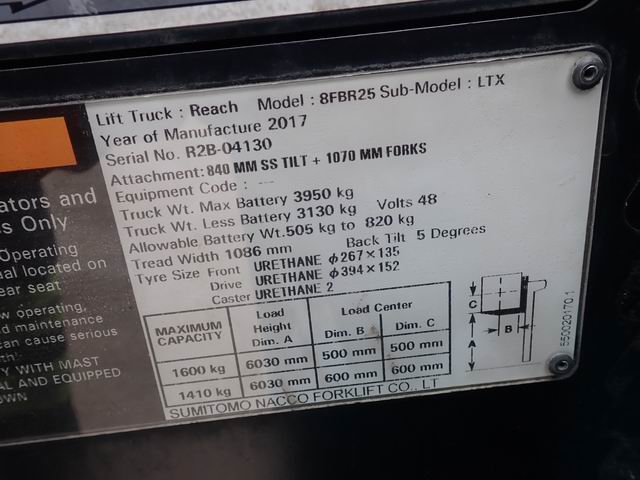 Lift Truck : Reach Model : 8FBR25 Sub-Model : LTX
Year of Manufacture 2017
Serial No. R2B-04130
Attachment: 840 MM SS TILT + 1070 MM FORKS
Equipment Code : ---
Truck Wt. Max Battery 3950 kg
Truck Wt. Less Battery 3130 kg Volts 48
Allowable Battery Wt. 505 kg to 820 kg
Tread Width 1086 mm Back Tilt 5 Degrees
Tyre Size Front URETHANE ϕ267×135
Drive URETHANE ϕ394×152
Caster URETHANE 2
MAXIMUM CAPACITY Load Height Dim. A Load Center Dim. B Dim. C
1600 kg 6030 mm 500 mm 500 mm
1410 kg 6030 mm 600 mm 600 mm
SUMITOMO NACCO FORKLIFT CO., LT
C
B
A
550020170 1
ators and
s Only
Operating
ual located on
ear seat
w operating,
nd maintenance
can cause serious
th!
Y WITH MAST
AL AND EQUIPPED
OWN